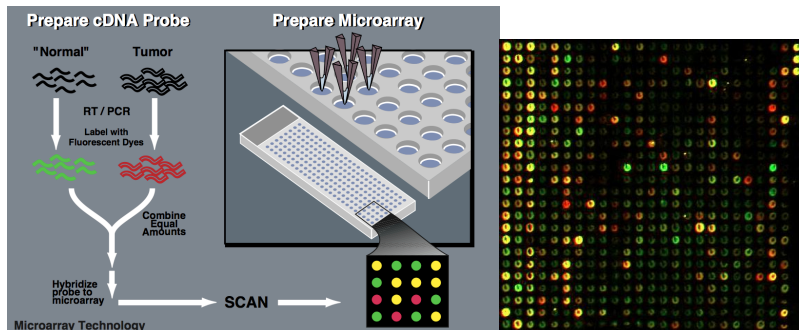 Prepare cDNA Probe
Prepare Microarray
"Normal"
Tumor
RT / PCR
Label with
Fluorescent Dyes
Combine
Equal
Amounts
Hybridize
probe to
microarray
SCAN
Microarray Technology